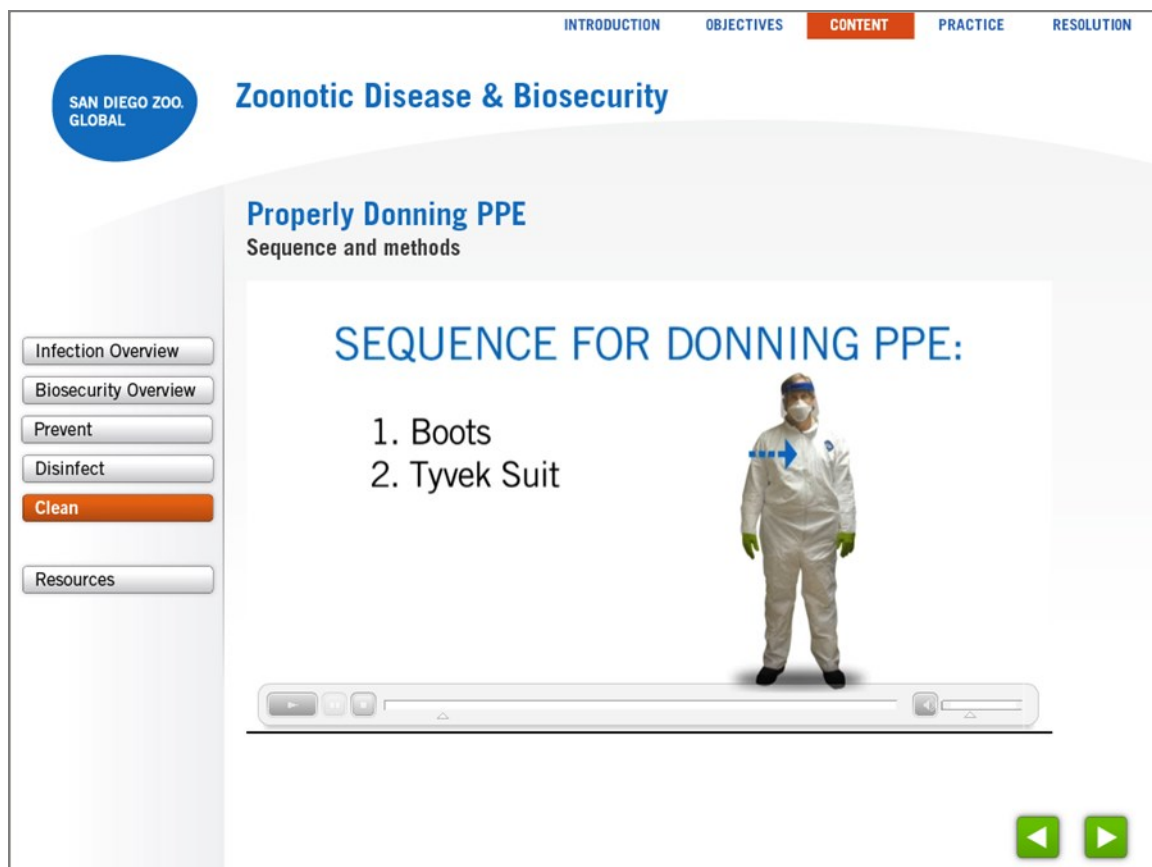 INTRODUCTION OBJECTIVES CONTENT PRACTICE RESOLUTION
SAN DIEGO ZOO.
GLOBAL
Zoonotic Disease & Biosecurity
Properly Donning PPE
Sequence and methods
SEQUENCE FOR DONNING PPE:
1. Boots
2. Tyvek Suit
Infection Overview
Biosecurity Overview
Prevent
Disinfect
Clean
Resources